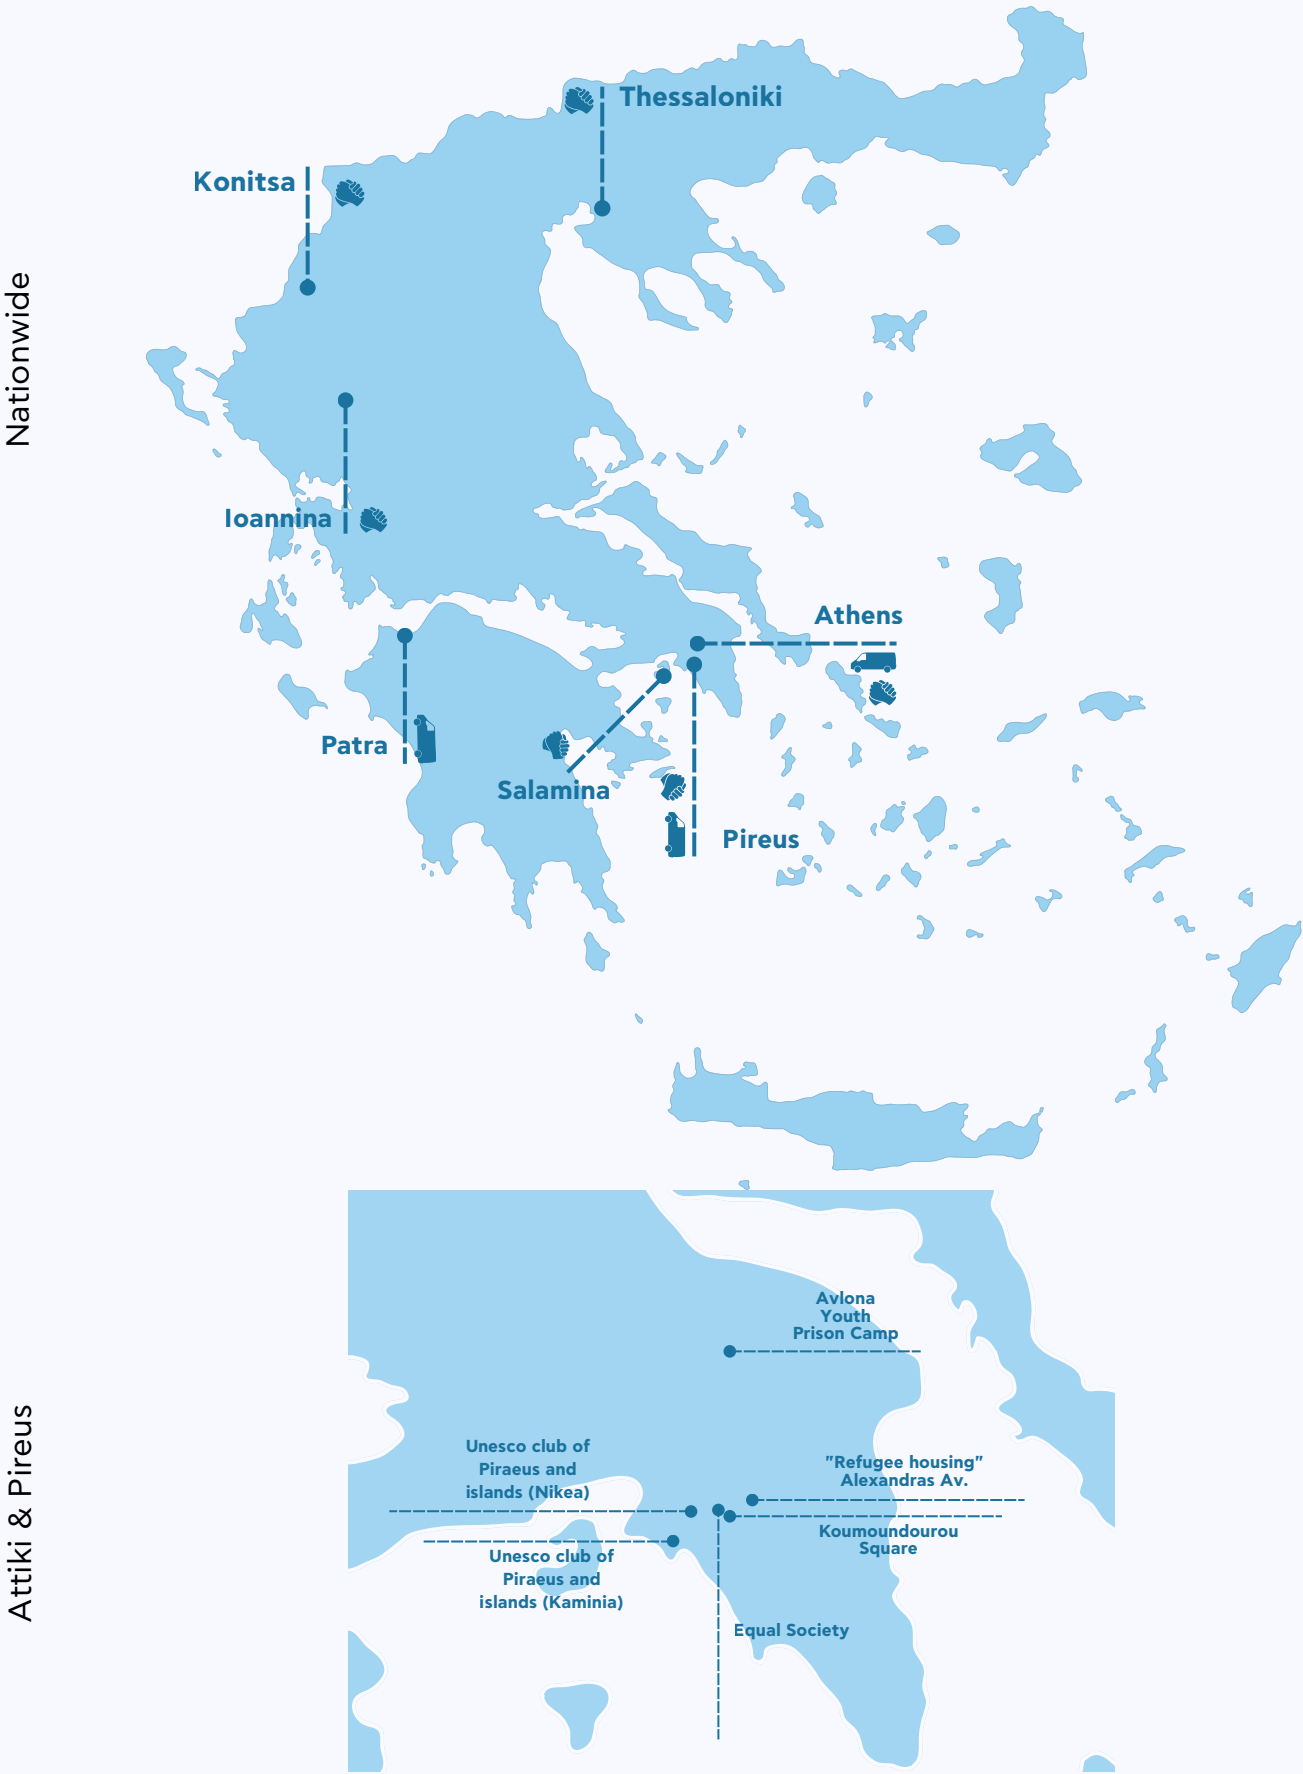 Nationwide
Thessaloniki
Konitsa
Ioannina
Athens
Patra
Salamina
Pireus
Attiki & Pireus
Avlona
Youth
Prison Camp
Unesco club of
Piraeus and
islands (Nikea)
"Refugee housing"
Alexandras Av.
Koumoundourou
Square
Unesco club of
Piraeus and
islands (Kaminia)
Equal Society